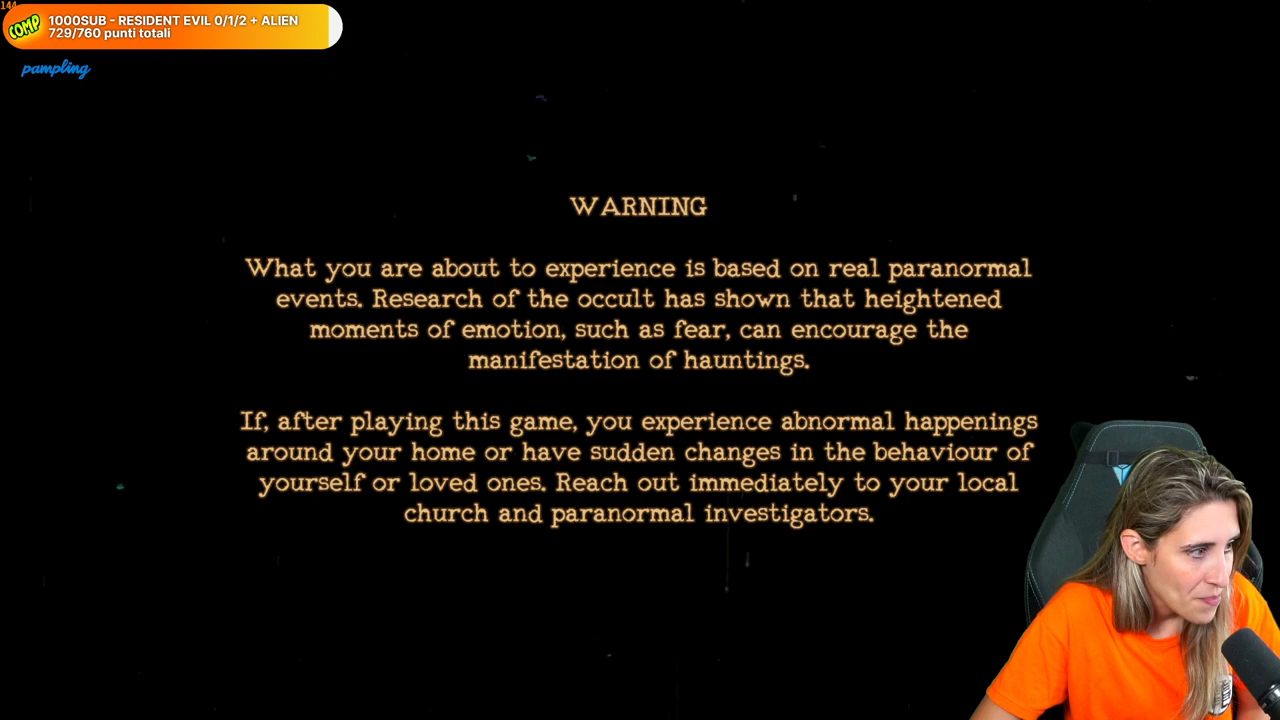 144
COMP
1000SUB - RESIDENT EVIL 0/1/2 + ALIEN
729/760 punti totali
pampling
WARNING
What you are about to experience is based on real paranormal
events. Research of the occult has shown that heightened
moments of emotion, such as fear, can encourage the
manifestation of hauntings.
If, after playing this game, you experience abnormal happenings
around your home or have sudden changes in the behaviour of
yourself or loved ones. Reach out immediately to your local
church and paranormal investigators.